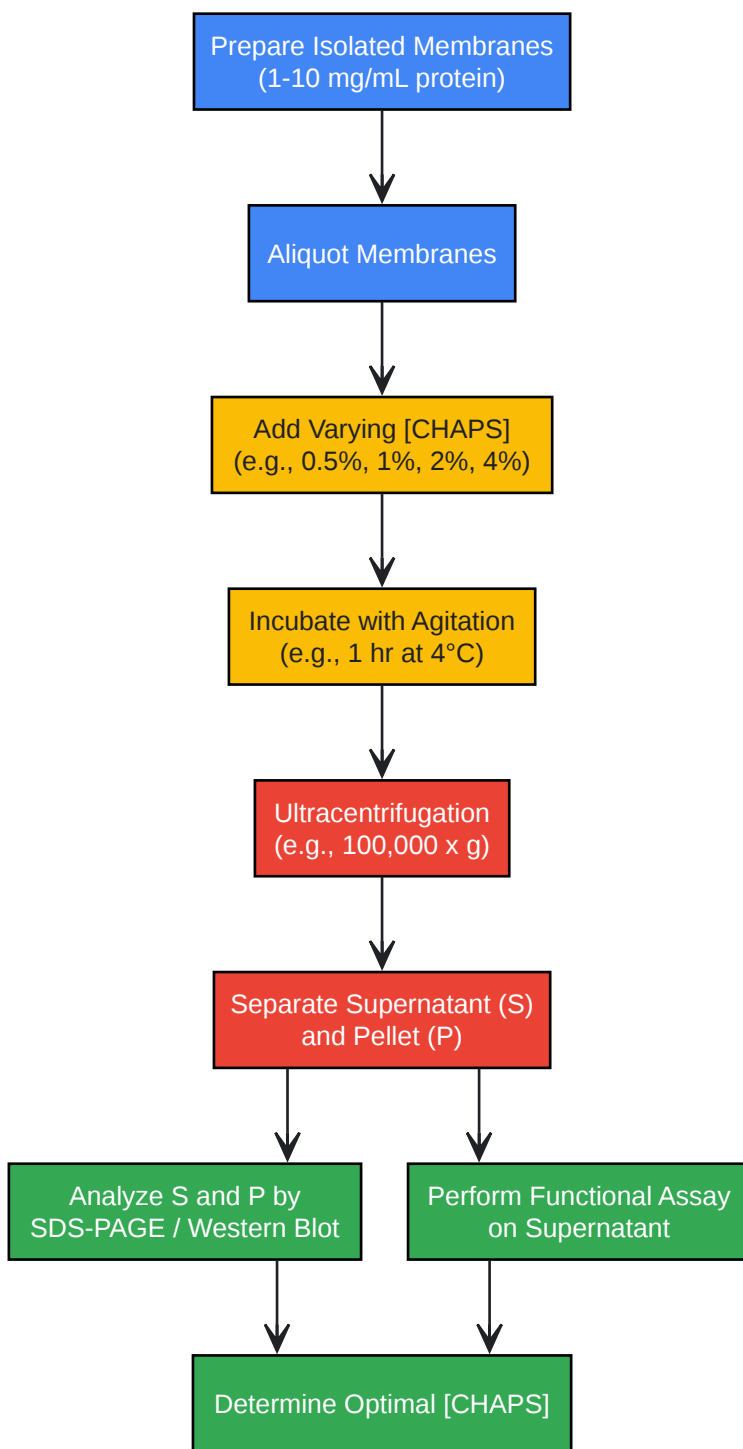 Prepare Isolated Membranes
(1-10 mg/mL protein)
Aliquot Membranes
Add Varying [CHAPS]
(e.g., 0.5%, 1%, 2%, 4%)
Incubate with Agitation
(e.g., 1 hr at 4°C)
Ultracentrifugation
(e.g., 100,000 x g)
Separate Supernatant (S)
and Pellet (P)
Analyze S and P by
SDS-PAGE / Western Blot
Perform Functional Assay
on Supernatant
Determine Optimal [CHAPS]